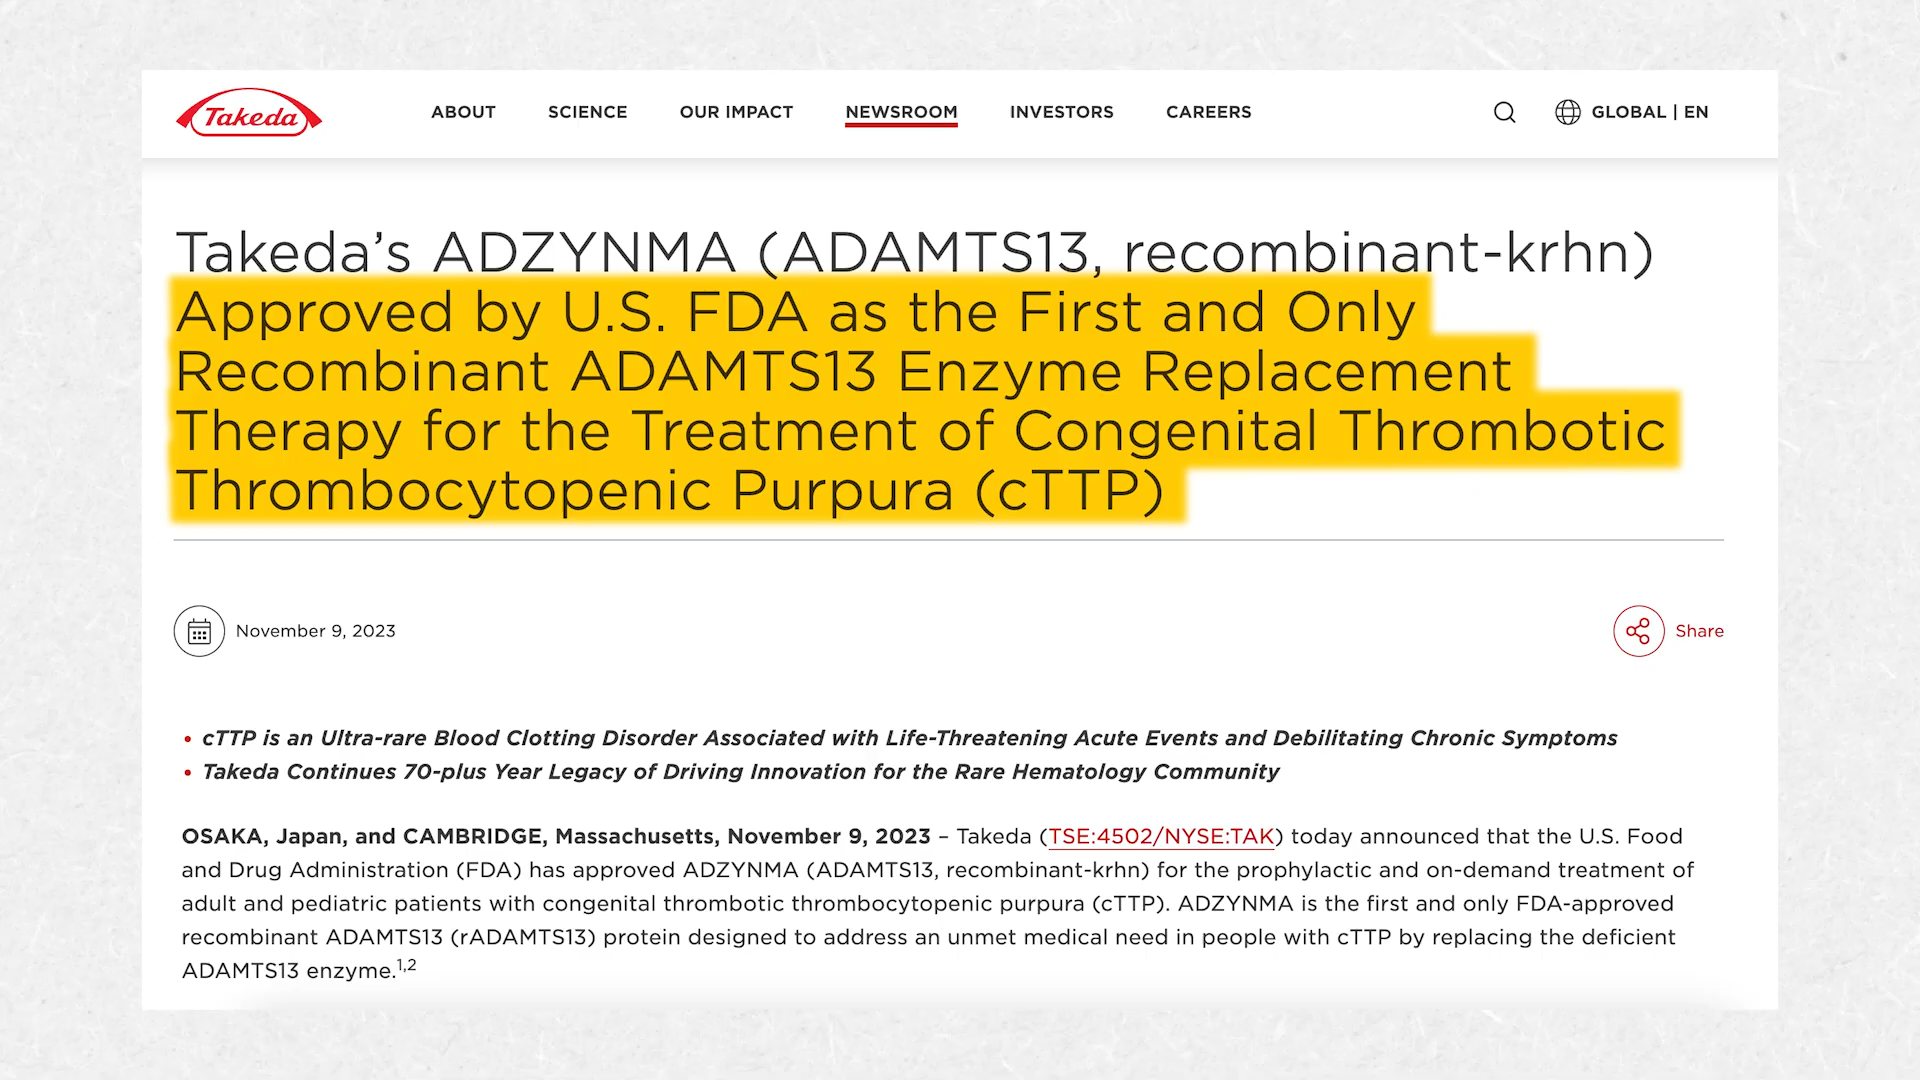 Takeda
ABOUT
SCIENCE
OUR IMPACT
NEWSROOM
INVESTORS
CAREERS
GLOBAL | EN
Takeda’s ADZYNMA (ADAMTS13, recombinant-krhn)
Approved by U.S. FDA as the First and Only
Recombinant ADAMTS13 Enzyme Replacement
Therapy for the Treatment of Congenital Thrombotic
Thrombocytopenic Purpura (cTTP)
November 9, 2023
Share
• cTTP is an Ultra-rare Blood Clotting Disorder Associated with Life-Threatening Acute Events and Debilitating Chronic Symptoms
• Takeda Continues 70-plus Year Legacy of Driving Innovation for the Rare Hematology Community
OSAKA, Japan, and CAMBRIDGE, Massachusetts, November 9, 2023 – Takeda (TSE:4502/NYSE:TAK) today announced that the U.S. Food
and Drug Administration (FDA) has approved ADZYNMA (ADAMTS13, recombinant-krhn) for the prophylactic and on-demand treatment of
adult and pediatric patients with congenital thrombotic thrombocytopenic purpura (cTTP). ADZYNMA is the first and only FDA-approved
recombinant ADAMTS13 (rADAMTS13) protein designed to address an unmet medical need in people with cTTP by replacing the deficient
ADAMTS13 enzyme.1,2